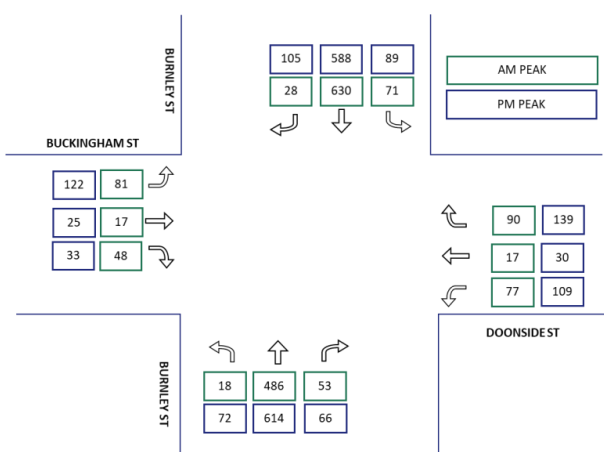 105 588 89
28 630 71
AM PEAK
PM PEAK
BURNLEY ST
BUCKINGHAM ST
122 81
25 17
33 48
90 139
17 30
77 109
DOONSIDE ST
BURNLEY ST
18 486 53
72 614 66